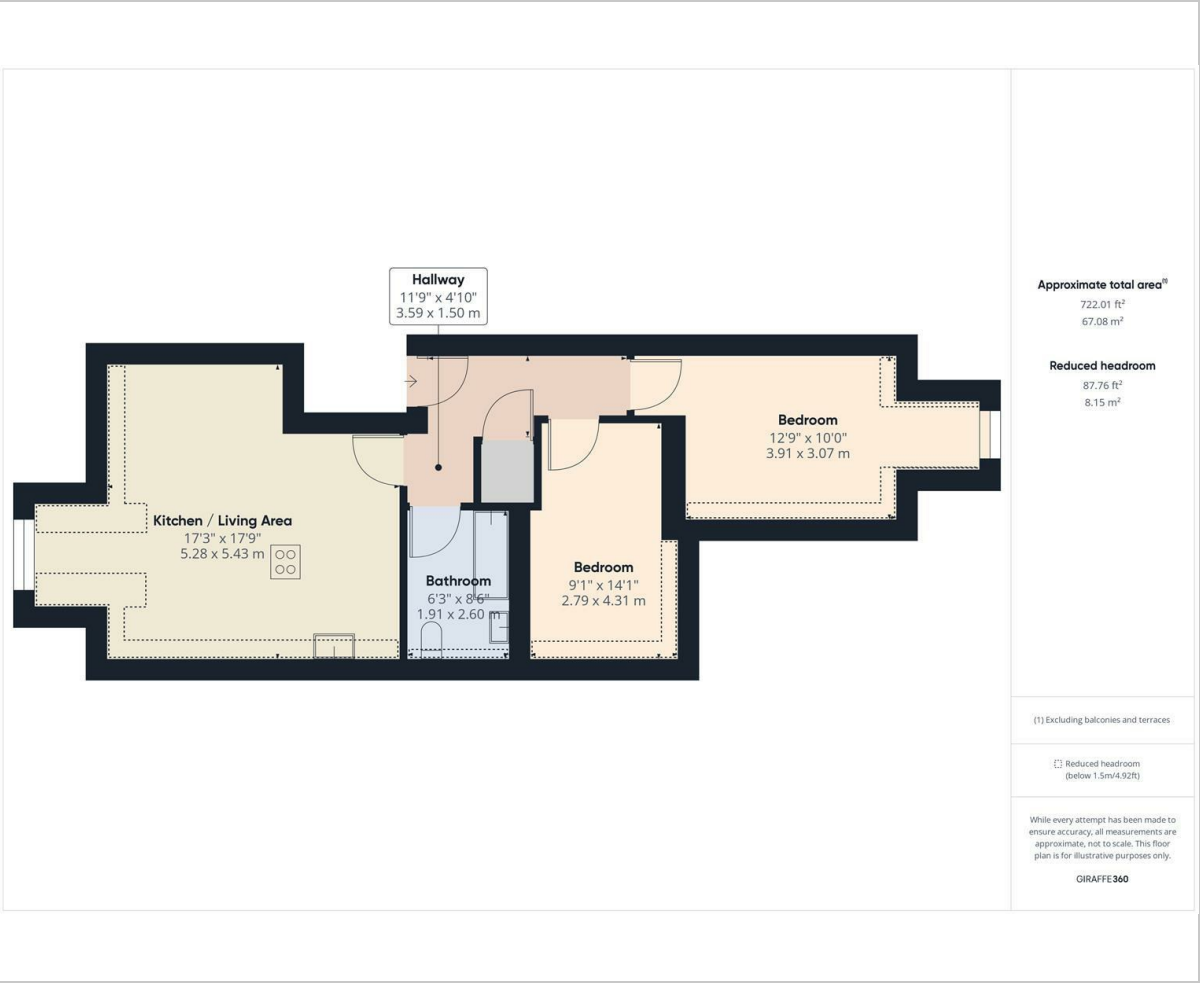 Hallway
11'9" x 4'10"
3.59 x 1.50 m
Kitchen / Living Area
17'3" x 17'9"
5.28 x 5.43 m
Bathroom
6'3" x 8'6"
1.91 x 2.60 m
Bedroom
9'1" x 14'1"
2.79 x 4.31 m
Bedroom
12'9" x 10'0"
3.91 x 3.07 m
Approximate total area⁽¹⁾
722.01 ft²
67.08 m²
Reduced headroom
87.76 ft²
8.15 m²
(1) Excluding balconies and terraces
Reduced headroom
(below 1.5m/4.92ft)
While every attempt has been made to
ensure accuracy, all measurements are
approximate, not to scale. This floor
plan is for illustrative purposes only.
GIRAFFE360